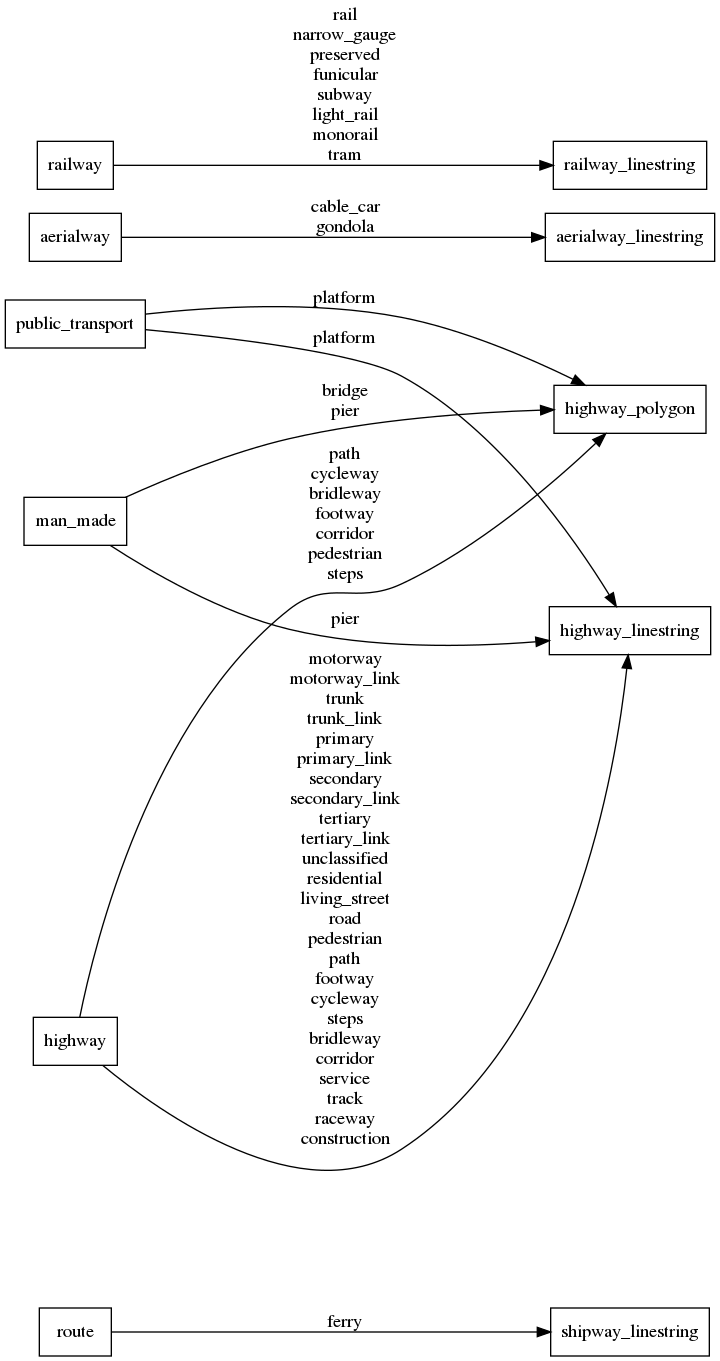 rail
narrow_gauge
preserved
funicular
subway
light_rail
monorail
tram
railway
railway_linestring
cable_car
gondola
aerialway
aerialway_linestring
platform
public_transport
platform
bridge
pier
highway_polygon
path
cycleway
bridleway
footway
corridor
pedestrian
steps
man_made
pier
highway_linestring
motorway
motorway_link
trunk
trunk_link
primary
primary_link
secondary
secondary_link
tertiary
tertiary_link
unclassified
residential
living_street
road
pedestrian
path
footway
cycleway
steps
bridleway
corridor
service
track
raceway
construction
highway
ferry
route
shipway_linestring